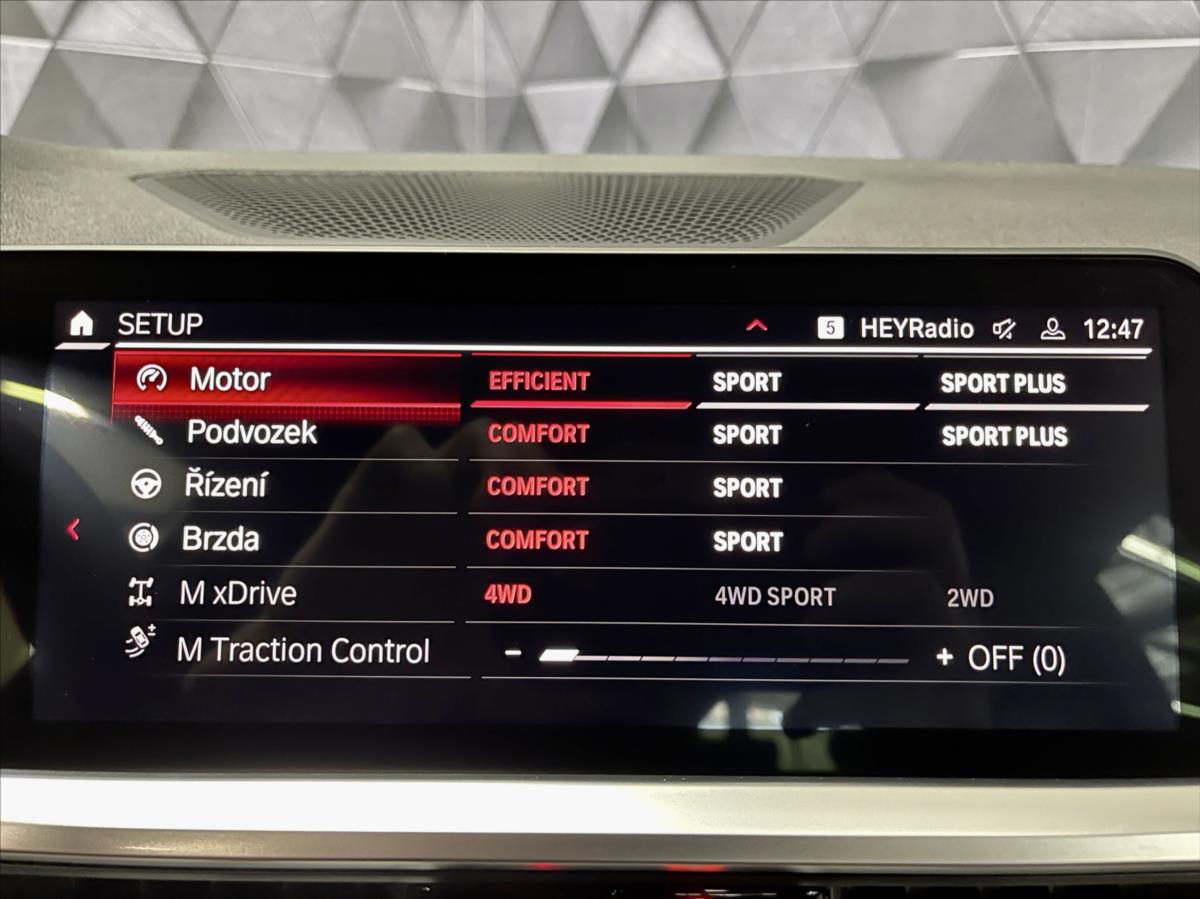 SETUP 5 HEYRadio 12:47
Motor EFFICIENT SPORT SPORT PLUS
Podvozek COMFORT SPORT SPORT PLUS
Řízení COMFORT SPORT
Brzda COMFORT SPORT
M xDrive 4WD 4WD SPORT 2WD
M Traction Control - + OFF (0)